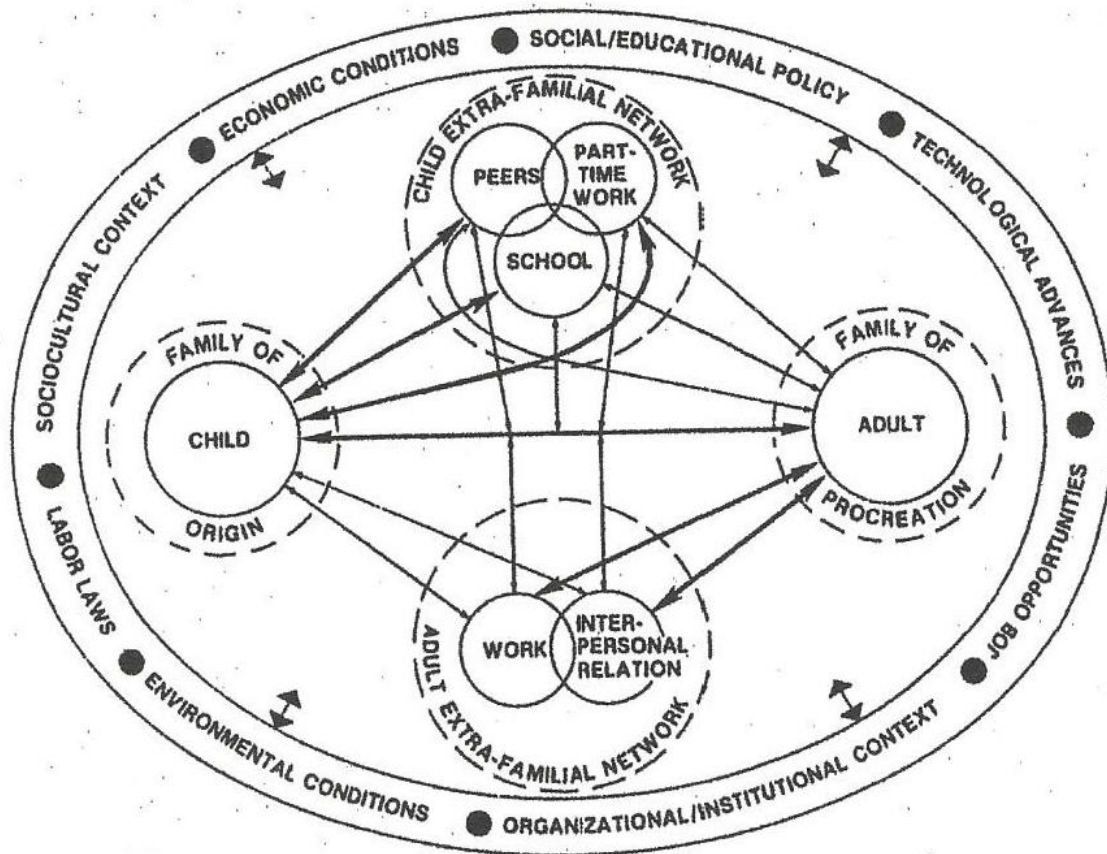 SOCIOCULTURAL CONTEXT
ECONOMIC CONDITIONS
SOCIAL/EDUCATIONAL POLICY
TECHNOLOGICAL ADVANCES
JOB OPPORTUNITIES
ORGANIZATIONAL/INSTITUTIONAL CONTEXT
ENVIRONMENTAL CONDITIONS
LABOR LAWS
CHILD EXTRA-FAMILIAL NETWORK
PEERS
PART-
TIME
WORK
SCHOOL
FAMILY OF
CHILD
ORIGIN
FAMILY OF
ADULT
PROCREATION
WORK
INTER-
PERSONAL
RELATION
ADULT EXTRA-FAMILIAL NETWORK